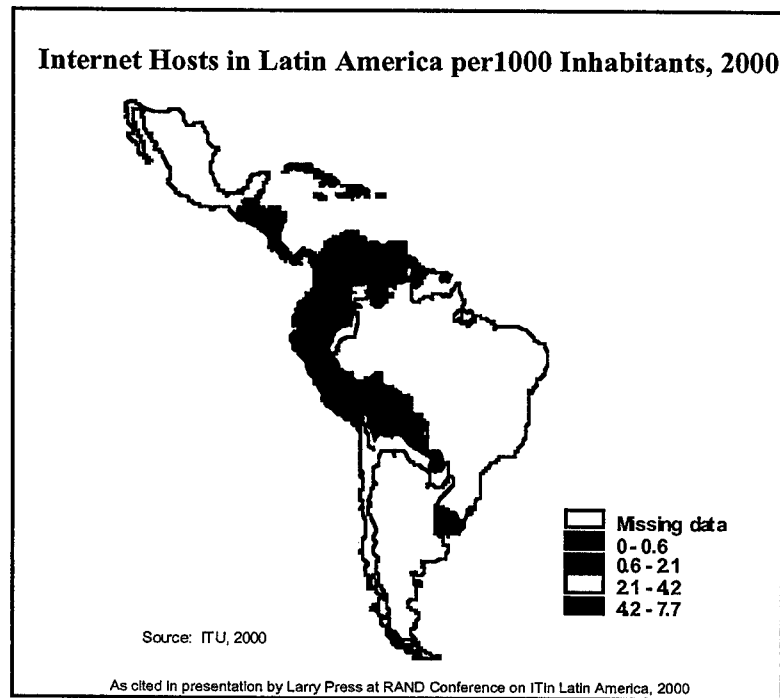 Internet Hosts in Latin America per1000 Inhabitants, 2000
Missing data
0 - 0.6
0.6 - 2.1
2.1 - 4.2
4.2 - 7.7
Source: ITU, 2000
As cited in presentation by Larry Press at RAND Conference on ITin Latin America, 2000